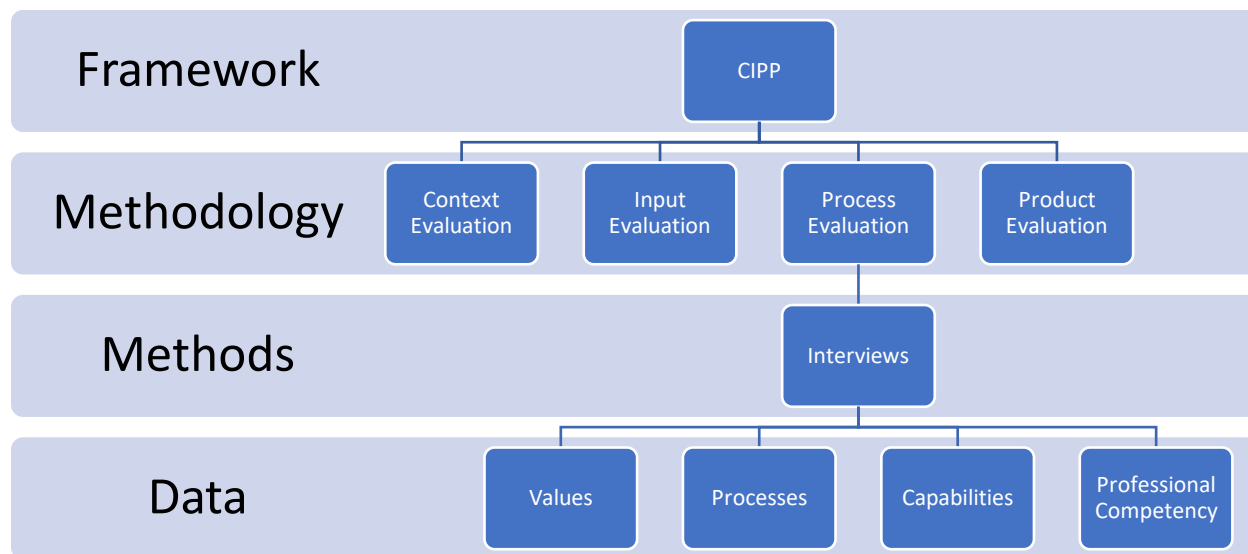 Framework
CIPP
Methodology
Context
Evaluation
Input
Evaluation
Process
Evaluation
Product
Evaluation
Methods
Interviews
Data
Values
Processes
Capabilities
Professional
Competency